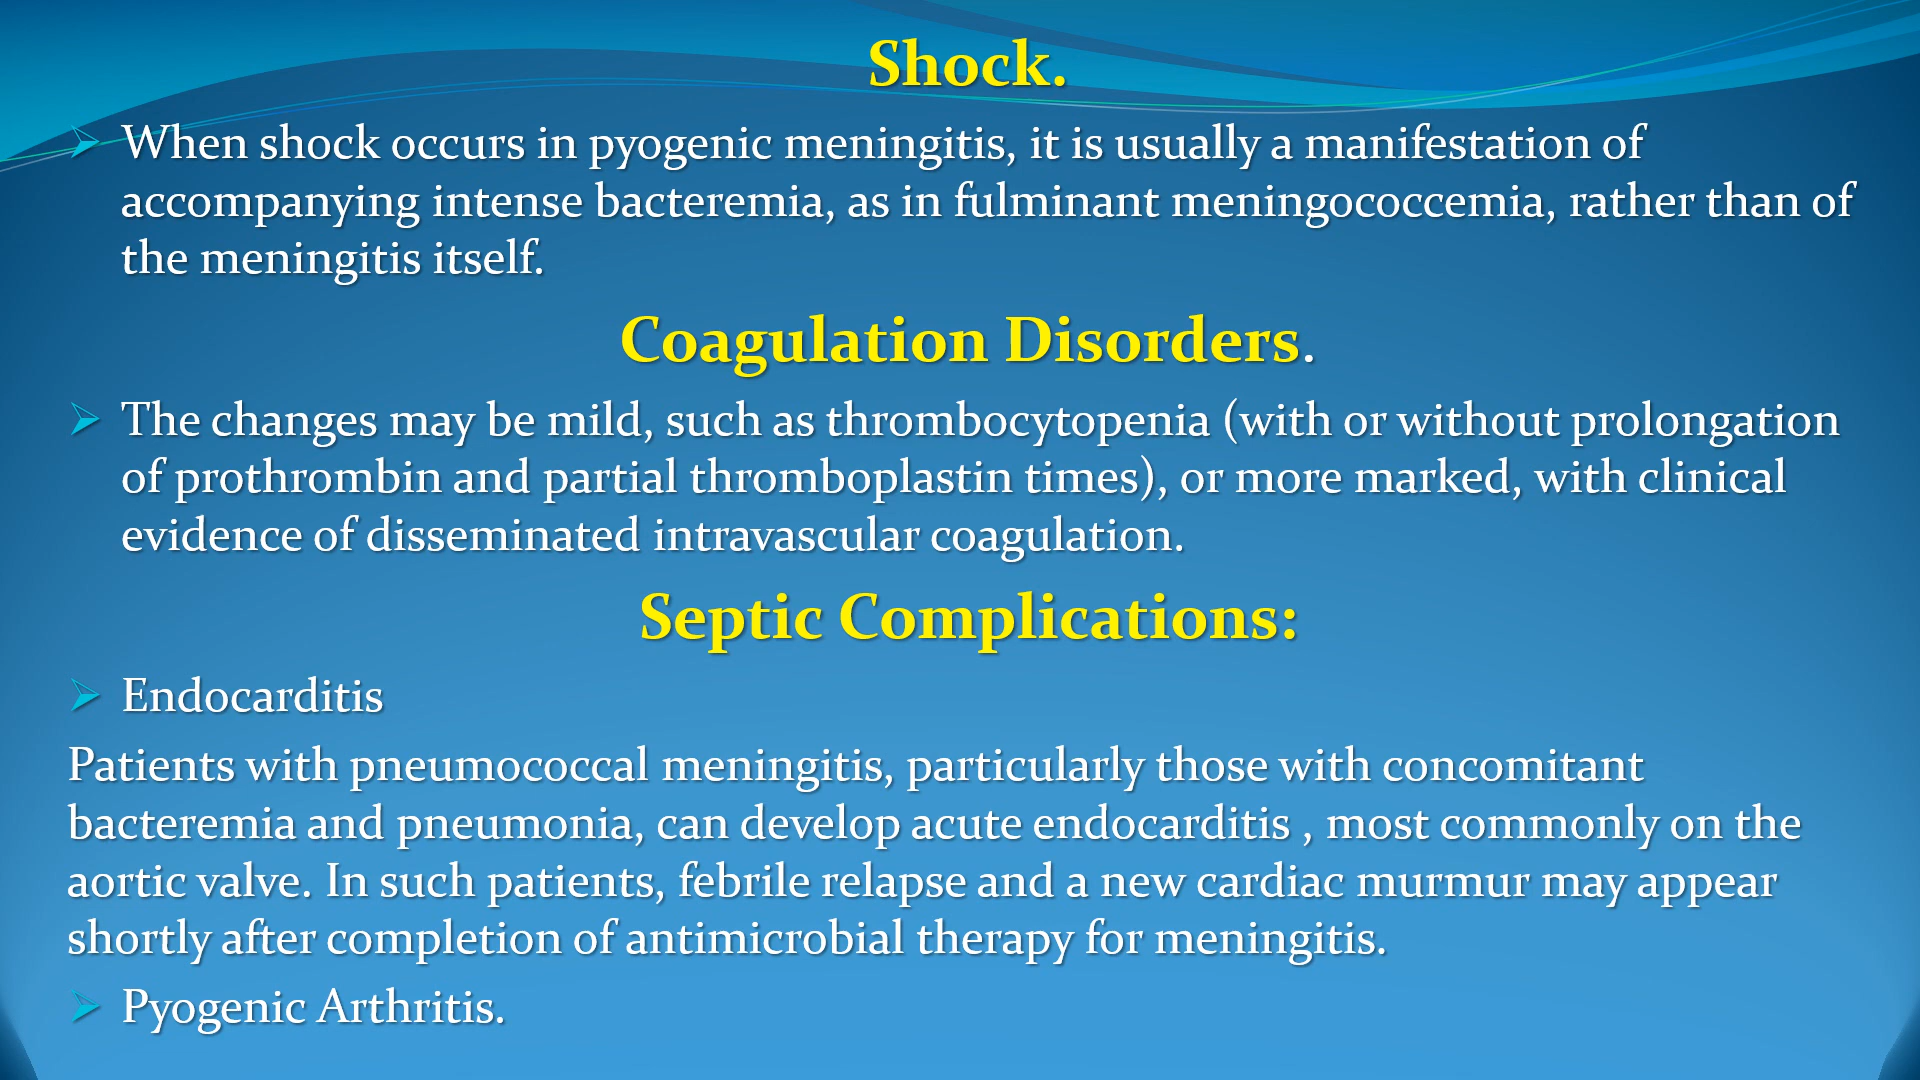 Shock.
When shock occurs in pyogenic meningitis, it is usually a manifestation of
accompanying intense bacteremia, as in fulminant meningococcemia, rather than of
the meningitis itself.
Coagulation Disorders.
The changes may be mild, such as thrombocytopenia (with or without prolongation
of prothrombin and partial thromboplastin times), or more marked, with clinical
evidence of disseminated intravascular coagulation.
Septic Complications:
Endocarditis
Patients with pneumococcal meningitis, particularly those with concomitant
bacteremia and pneumonia, can develop acute endocarditis , most commonly on the
aortic valve. In such patients, febrile relapse and a new cardiac murmur may appear
shortly after completion of antimicrobial therapy for meningitis.
Pyogenic Arthritis.